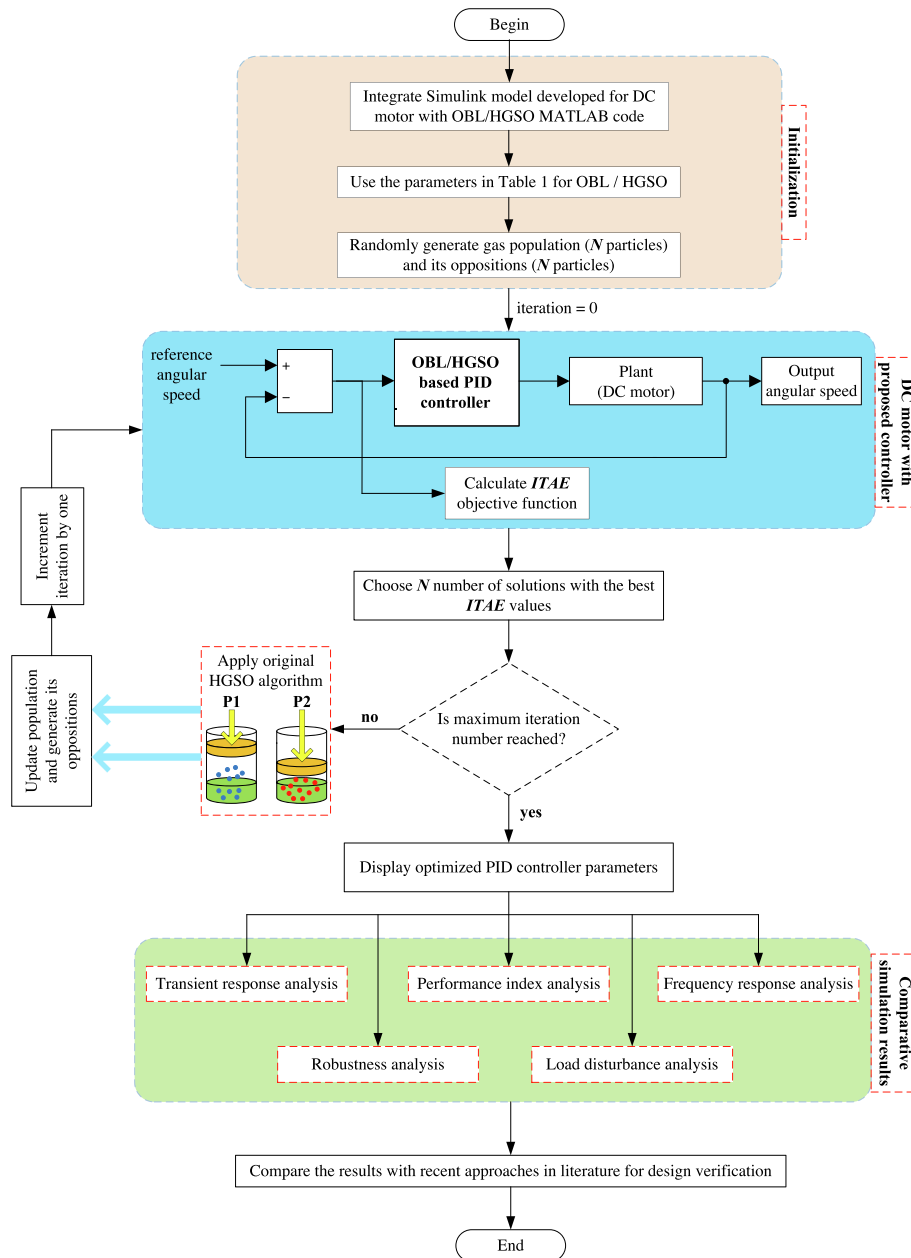 Begin
Integrate Simulink model developed for DC
motor with OBL/HGSO MATLAB code
Use the parameters in Table 1 for OBL / HGSO
Randomly generate gas population (N particles)
and its oppositions (N particles)
Initialization
iteration = 0
reference
angular
speed
+
−
OBL/HGSO
based PID
controller
Plant
(DC motor)
Output
angular speed
Calculate ITAE
objective function
DC motor with
proposed controller
Increment
iteration by one
Choose N number of solutions with the best
ITAE values
Is maximum iteration
number reached?
no
Apply original
HGSO algorithm
P1
P2
Update population
and generate its
oppositions
yes
Display optimized PID controller parameters
Transient response analysis
Performance index analysis
Frequency response analysis
Robustness analysis
Load disturbance analysis
Comparative
simulation results
Compare the results with recent approaches in literature for design verification
End